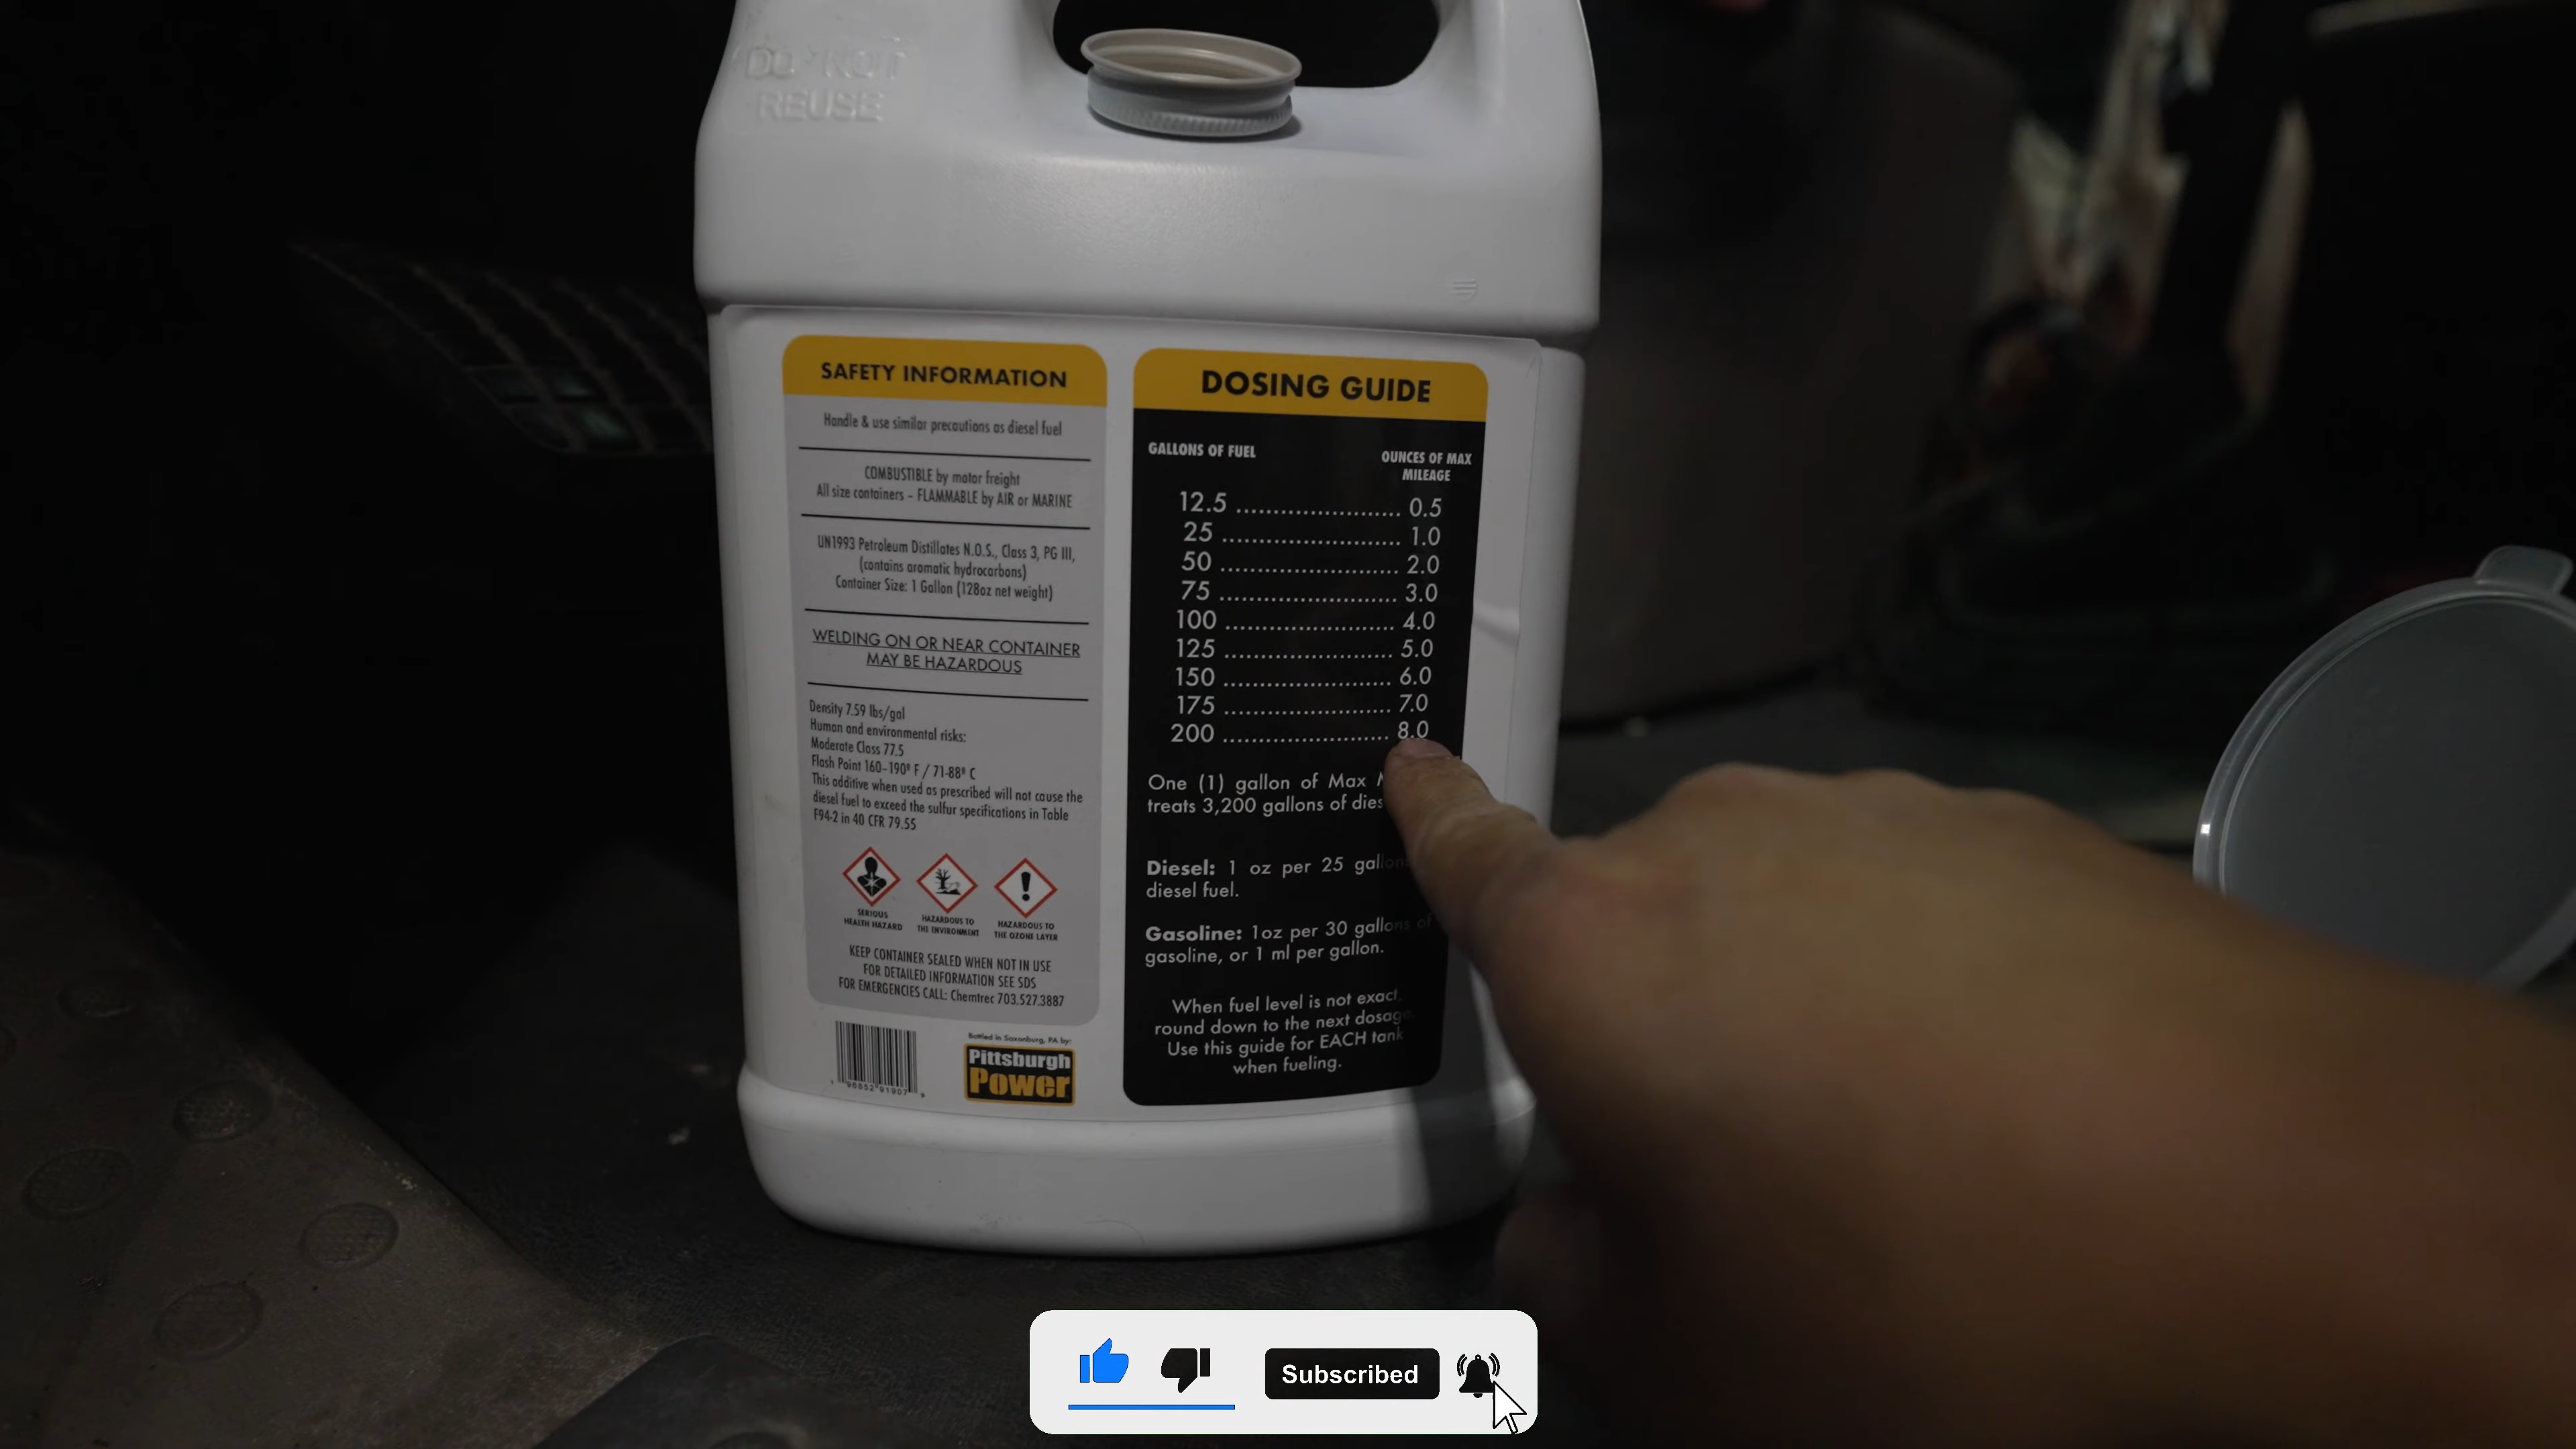 DO NOT
REUSE
SAFETY INFORMATION
Handle & use similar precautions as diesel fuel
COMBUSTIBLE by motor freight
All size containers - FLAMMABLE by AIR or MARINE
UN1993 Petroleum Distillates N.O.S., Class 3, PG III,
(contains aromatic hydrocarbons)
Container Size: 1 Gallon (128oz net weight)
WELDING ON OR NEAR CONTAINER
MAY BE HAZARDOUS
Density 7.59 lbs/gal
Human and environmental risks:
Moderate Class 77.5
Flash Point 160-190° F / 71-88° C
This additive when used as prescribed will not cause the
diesel fuel to exceed the sulfur specifications in Table
F94-2 in 40 CFR 79.55
SERIOUS
HEALTH HAZARD
HAZARDOUS TO
THE ENVIRONMENT
HAZARDOUS TO
THE OZONE LAYER
KEEP CONTAINER SEALED WHEN NOT IN USE
FOR DETAILED INFORMATION SEE SDS
FOR EMERGENCIES CALL: Chemtrec 703.527.3887
Bottled in Saxonburg, PA by:
Pittsburgh
Power
DOSING GUIDE
GALLONS OF FUEL
OUNCES OF MAX
MILEAGE
12.5 ...................... 0.5
25 ........................ 1.0
50 ........................ 2.0
75 ........................ 3.0
100 ....................... 4.0
125 ....................... 5.0
150 ....................... 6.0
175 ....................... 7.0
200 ....................... 8.0
One (1) gallon of Max
treats 3,200 gallons of
Diesel: 1 oz per 25 gallons
diesel fuel.
Gasoline: 1oz per 30 gallons of
gasoline, or 1 ml per gallon.
When fuel level is not exact,
round down to the next dosage.
Use this guide for EACH tank
when fueling.
Subscribed